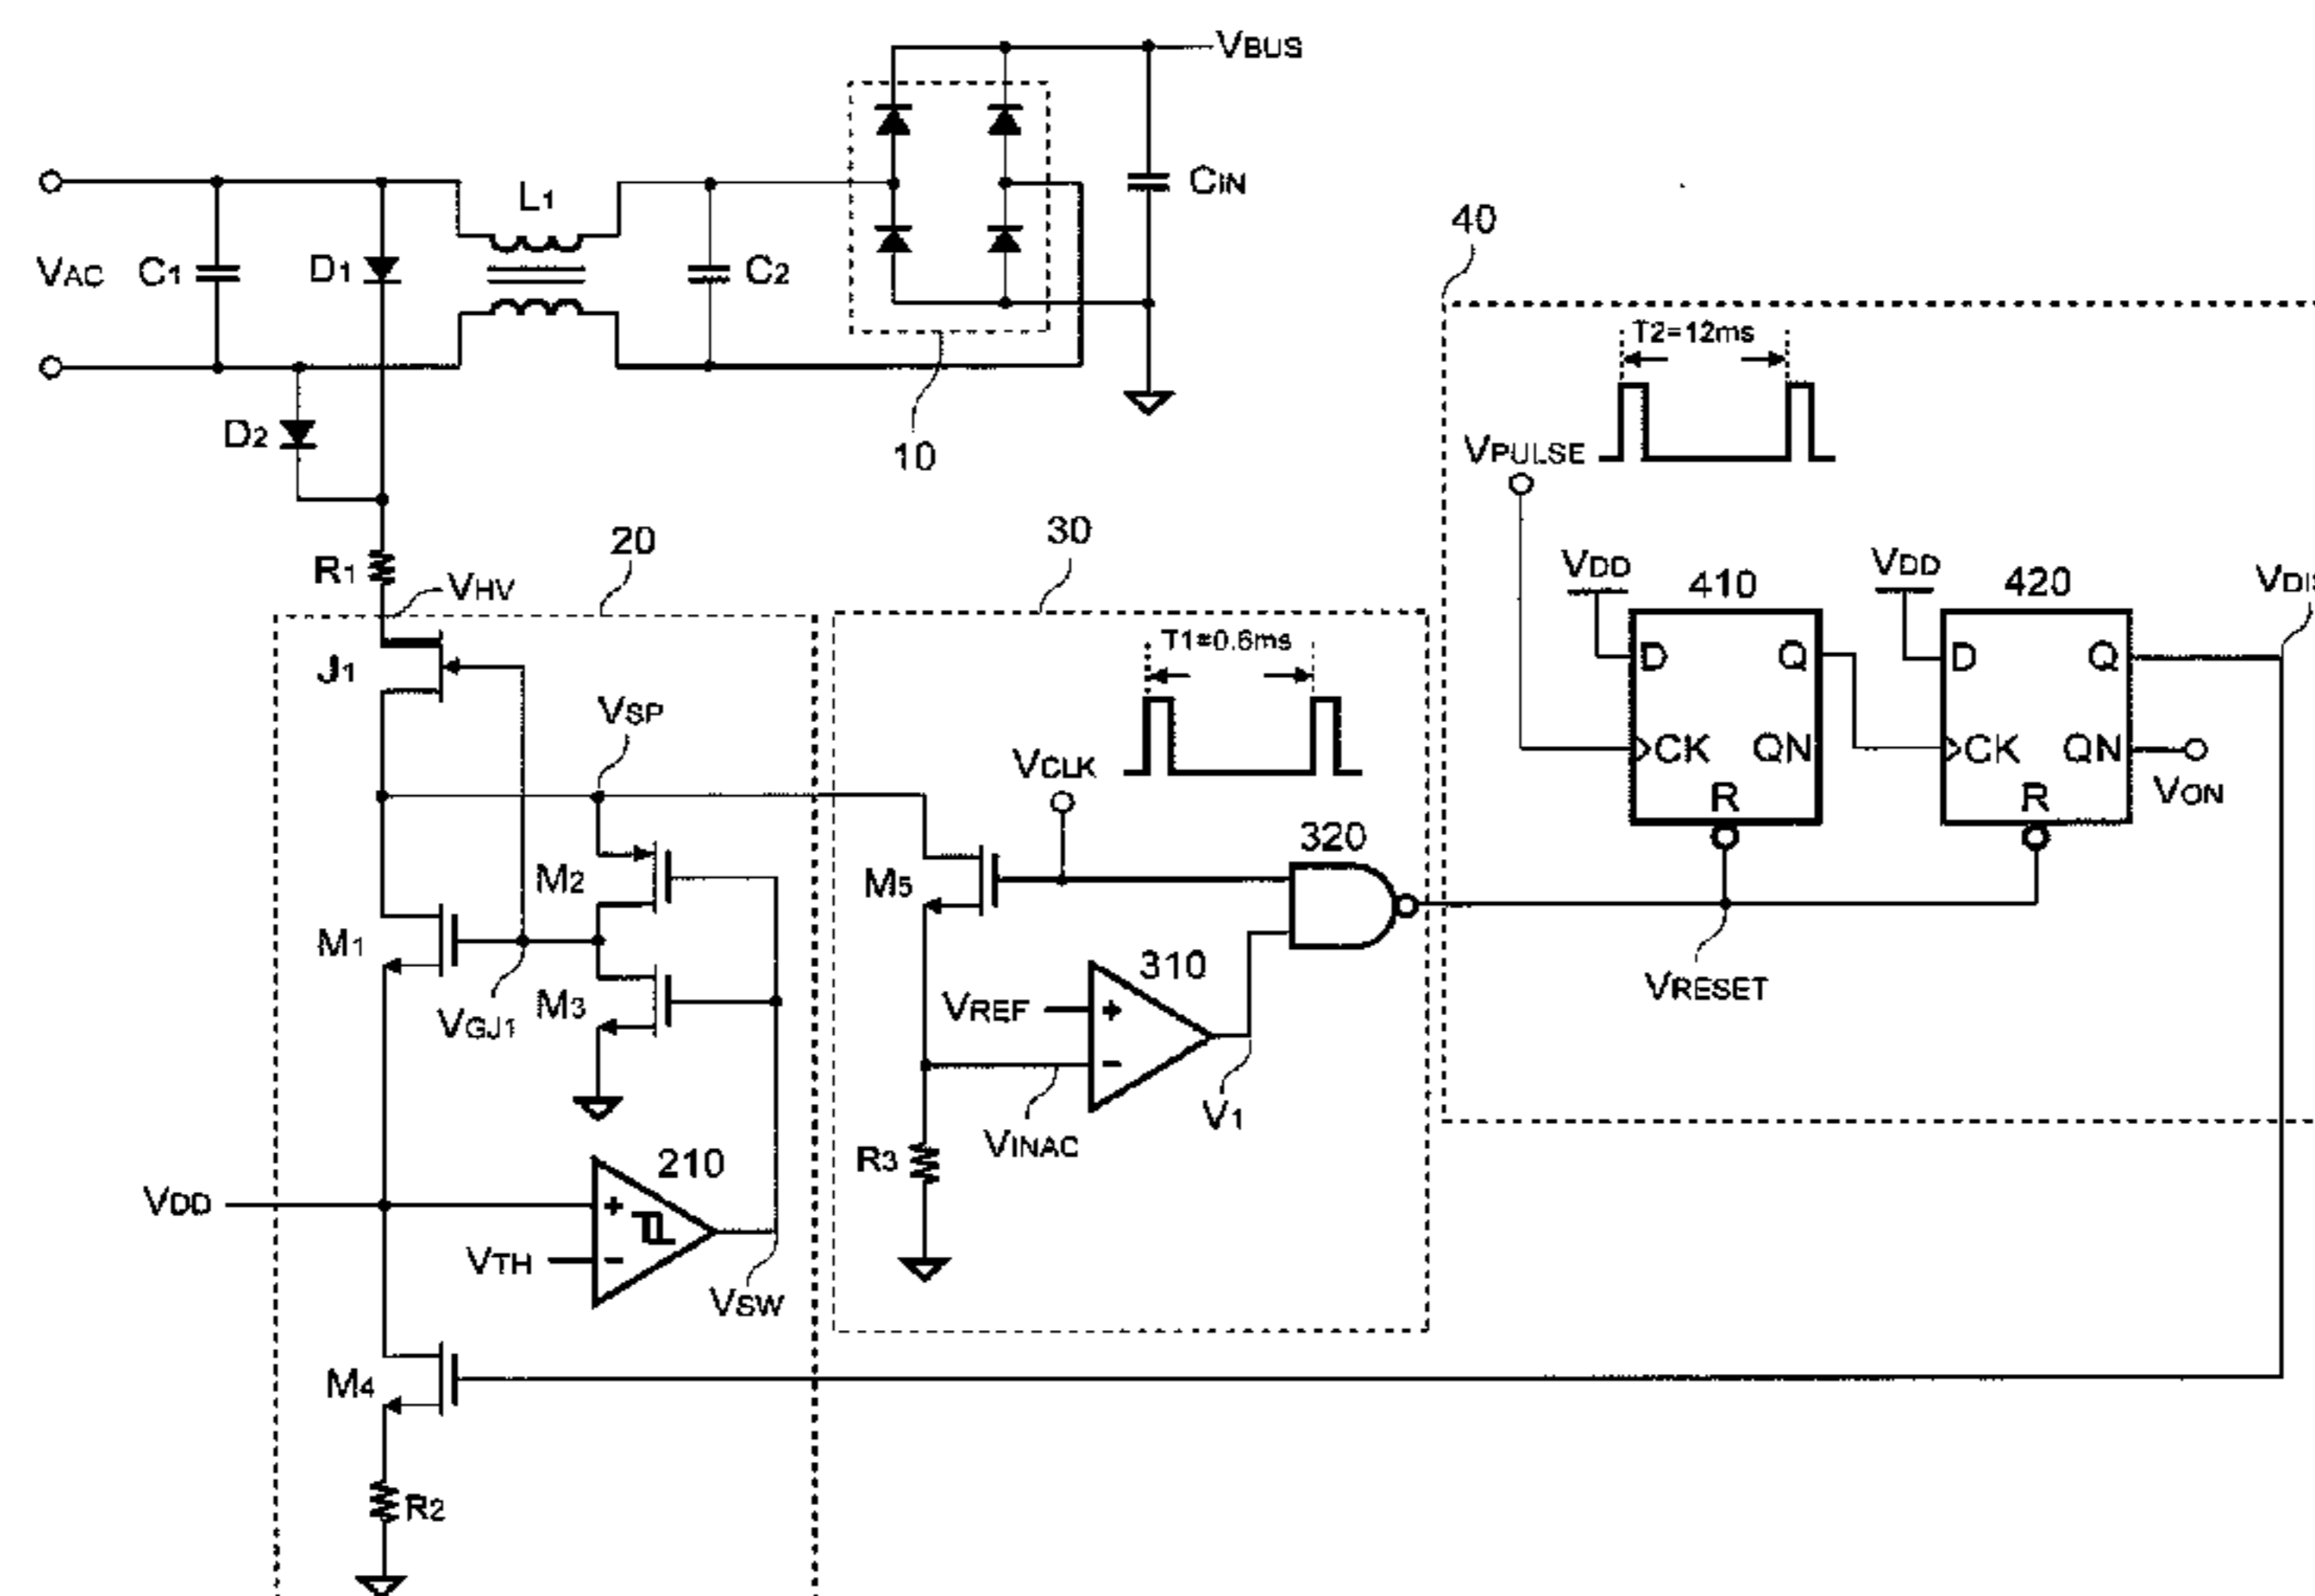 VBUS
CIN
L1
40
VAC
C1
D1
C2
T2=12ms
D2
10
VPULSE
20
30
R1
VHV
VDD
410
VDD
420
VDIS
T1=0.6ms
D
Q
D
Q
J1
VSP
VCLK
CK
QN
CK
QN
R
R
VON
M2
M5
320
M1
310
VREF
+
VRESET
VGJ1
M3
-
V1
VINAC
R3
210
VDD
+
VTH
-
VSW
M4
R2